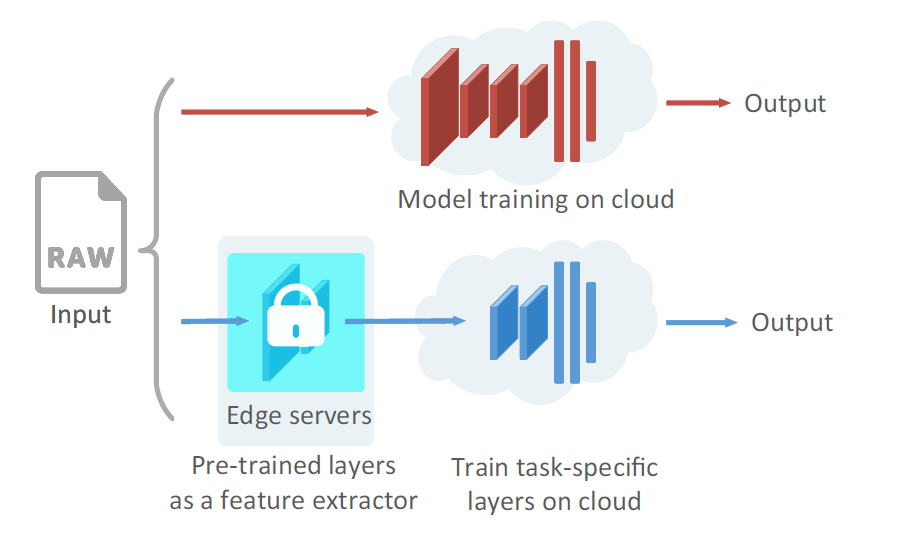 RAW
Input
Output
Model training on cloud
Edge servers
Pre-trained layers
as a feature extractor
Output
Train task-specific
layers on cloud